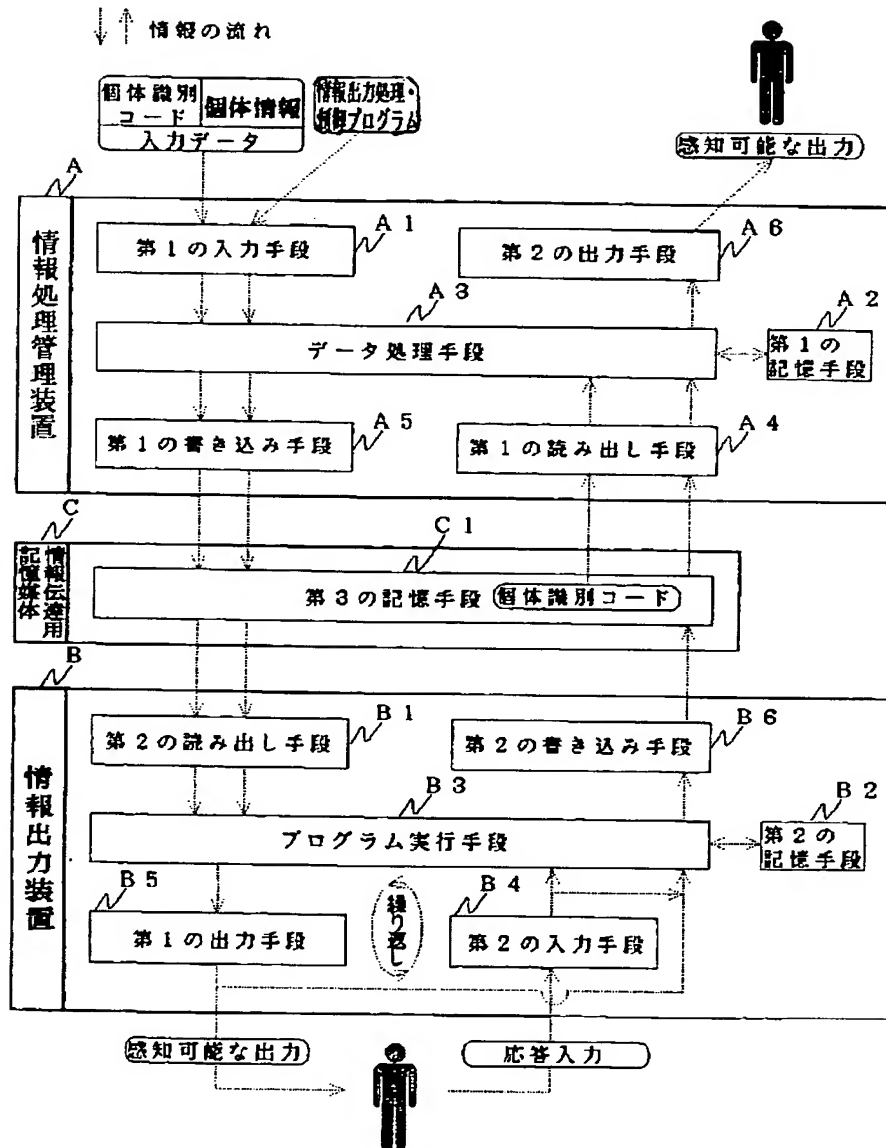 情報の流れ
個体識別
コード
個体情報
入力データ
情報出力処理・
制御プログラム
感知可能な出力
A
情報処理管理装置
第1の入力手段
A1
第2の出力手段
A6
データ処理手段
A3
第1の
記憶手段
A2
第1の書き込み手段
A5
第1の読み出し手段
A4
C
情報伝達用
記憶媒体
C1
第3の記憶手段
個体識別コード
B
情報出力装置
第2の読み出し手段
B1
第2の書き込み手段
B6
プログラム実行手段
B3
第2の
記憶手段
B2
B5
第1の出力手段
繰り返し
B4
第2の入力手段
感知可能な出力
応答入力